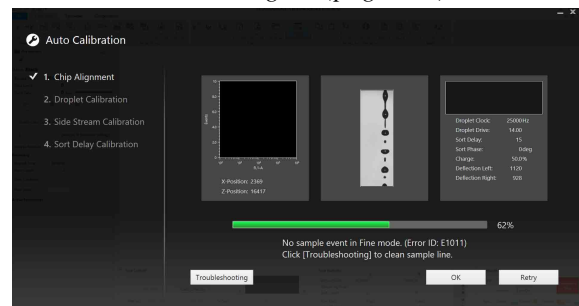 Auto Calibration
1. Chip Alignment
2. Droplet Calibration
3. Side Stream Calibration
4. Sort Delay Calibration
Events
FL1-A
X-Position: 2369
Z-Position: 16417
Droplet Clock: 25000Hz
Droplet Drive: 14.00
Sort Delay: 15
Sort Phase: 0deg
Charge: 50.0%
Deflection Left: 1120
Deflection Right: 928
62%
No sample event in Fine mode. (Error ID: E1011)
Click [Troubleshooting] to clean sample line.
Troubleshooting
OK
Retry